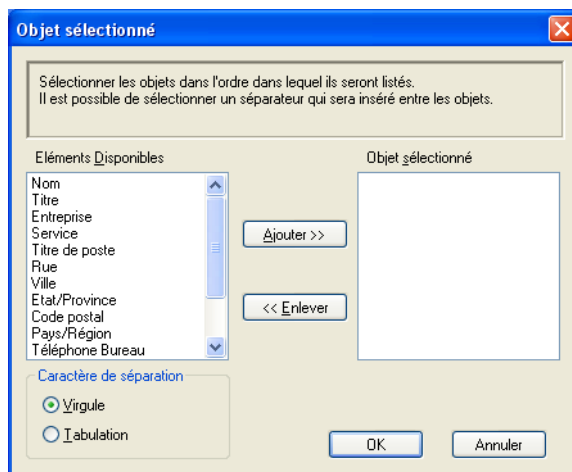 Objet sélectionné
Sélectionner les objets dans l'ordre dans lequel ils seront listés.
Il est possible de sélectionner un séparateur qui sera inséré entre les objets.
Eléments Disponibles
Objet sélectionné
Nom
Titre
Entreprise
Service
Titre de poste
Rue
Ville
Etat/Province
Code postal
Pays/Région
Téléphone Bureau
Ajouter >>
<< Enlever
Caractère de séparation
Virgule
Tabulation
OK
Annuler